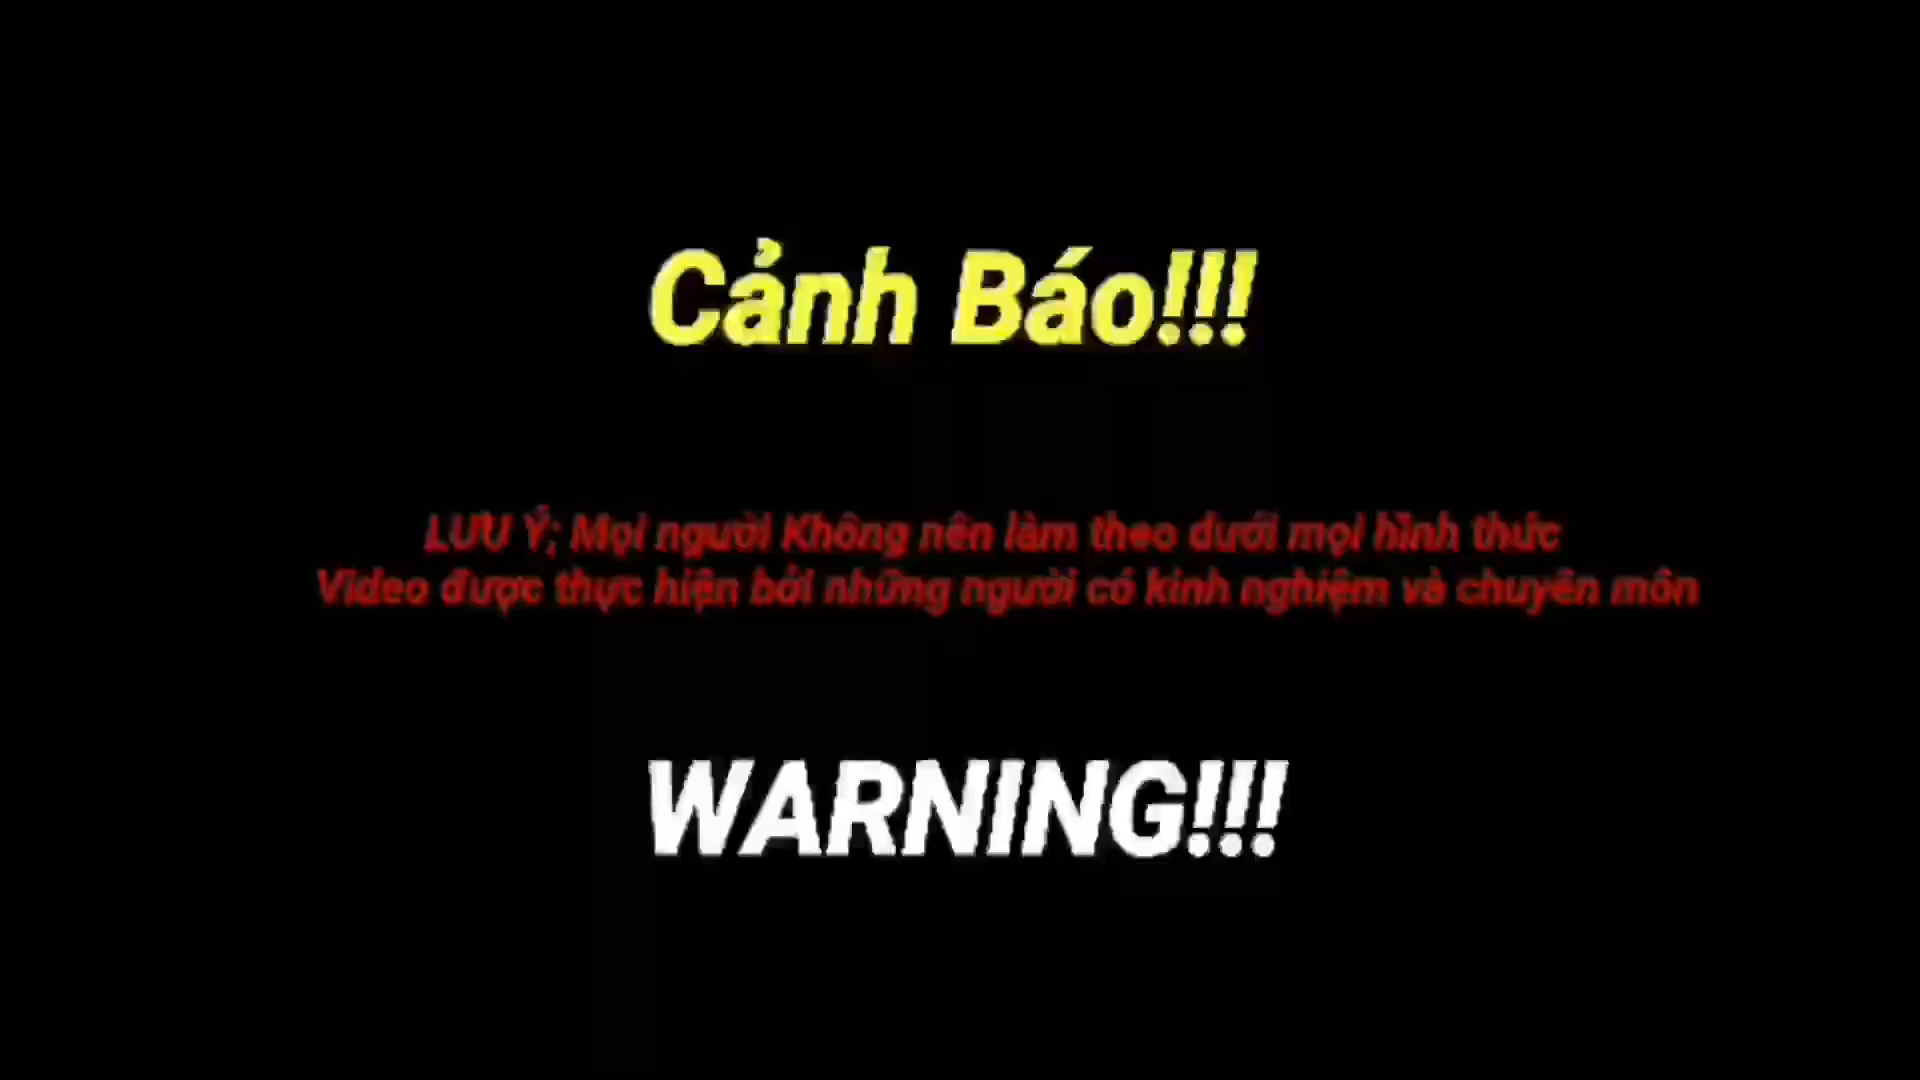 Cảnh Báo!!!
LƯU Ý; Mọi người Không nên làm theo dưới mọi hình thức
Video được thực hiện bởi những người có kinh nghiệm và chuyên môn
WARNING!!!